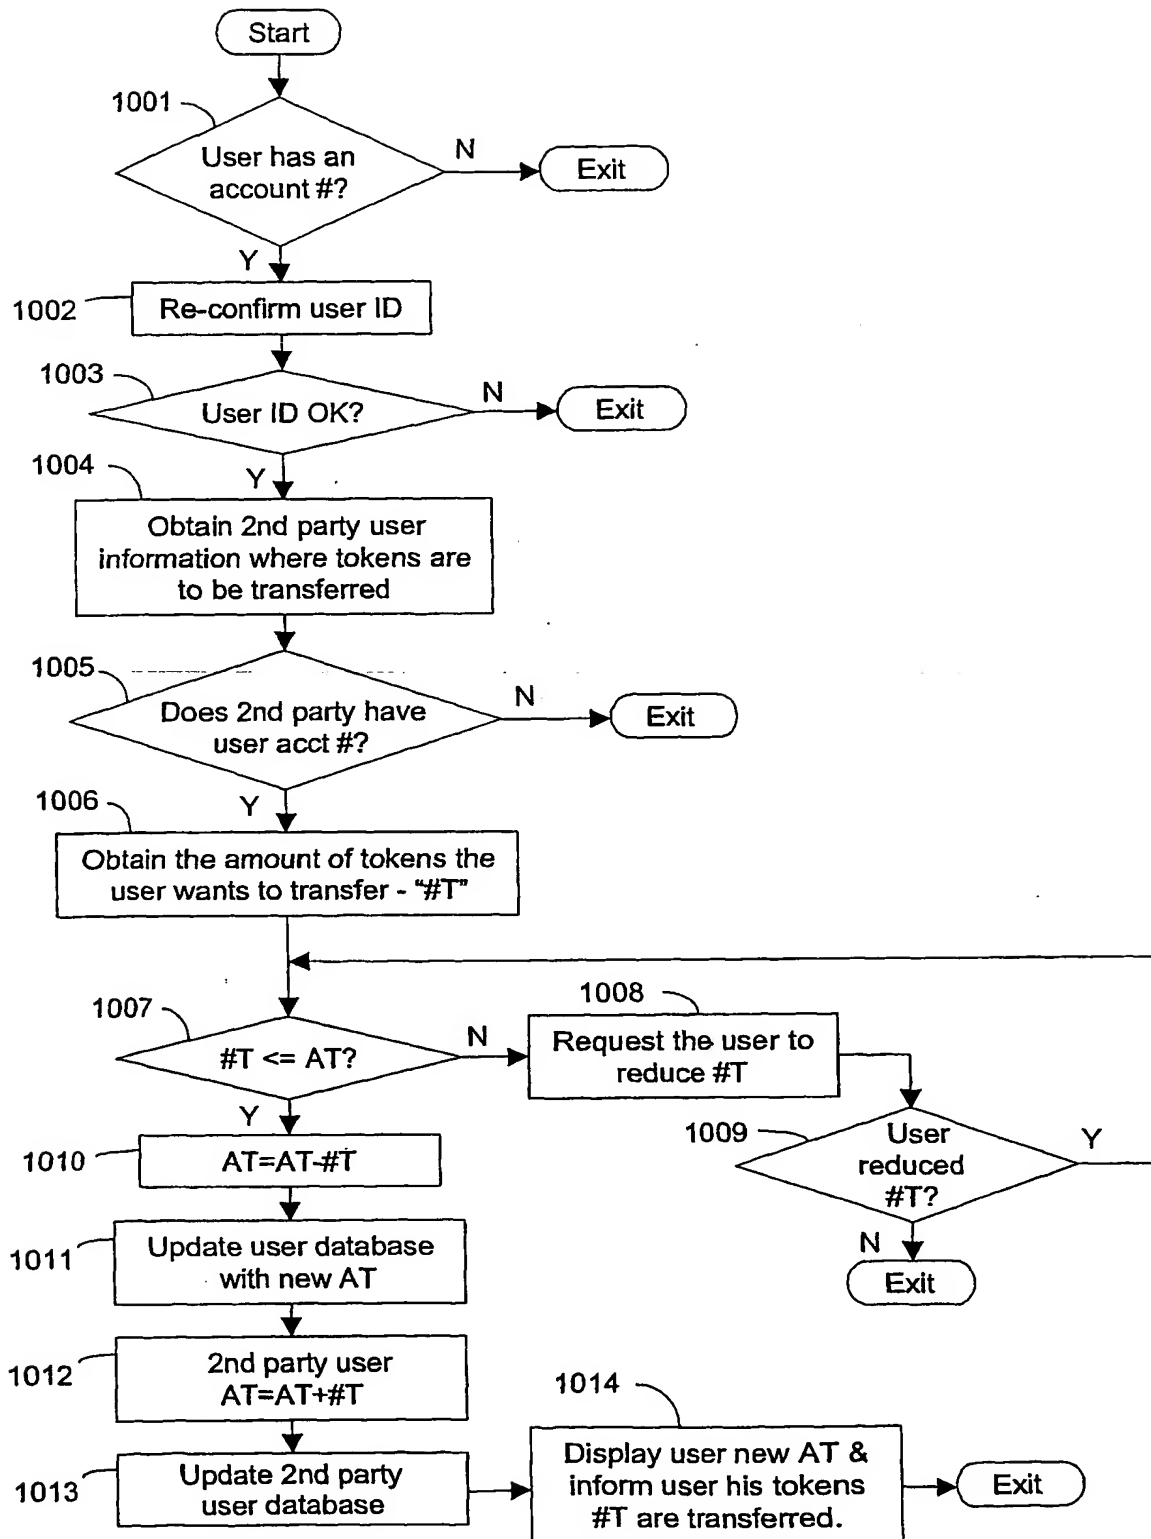 Start
1001
User has an
account #?
N
Exit
Y
1002
Re-confirm user ID
1003
User ID OK?
N
Exit
1004
Y
Obtain 2nd party user
information where tokens are
to be transferred
1005
Does 2nd party have
user acct #?
N
Exit
1006
Y
Obtain the amount of tokens the
user wants to transfer - "#T"
1007
#T <= AT?
N
1008
Request the user to
reduce #T
1009
User
reduced
#T?
Y
N
Exit
Y
1010
AT=AT-#T
1011
Update user database
with new AT
1012
2nd party user
AT=AT+#T
1013
Update 2nd party
user database
1014
Display user new AT &
inform user his tokens
#T are transferred.
Exit